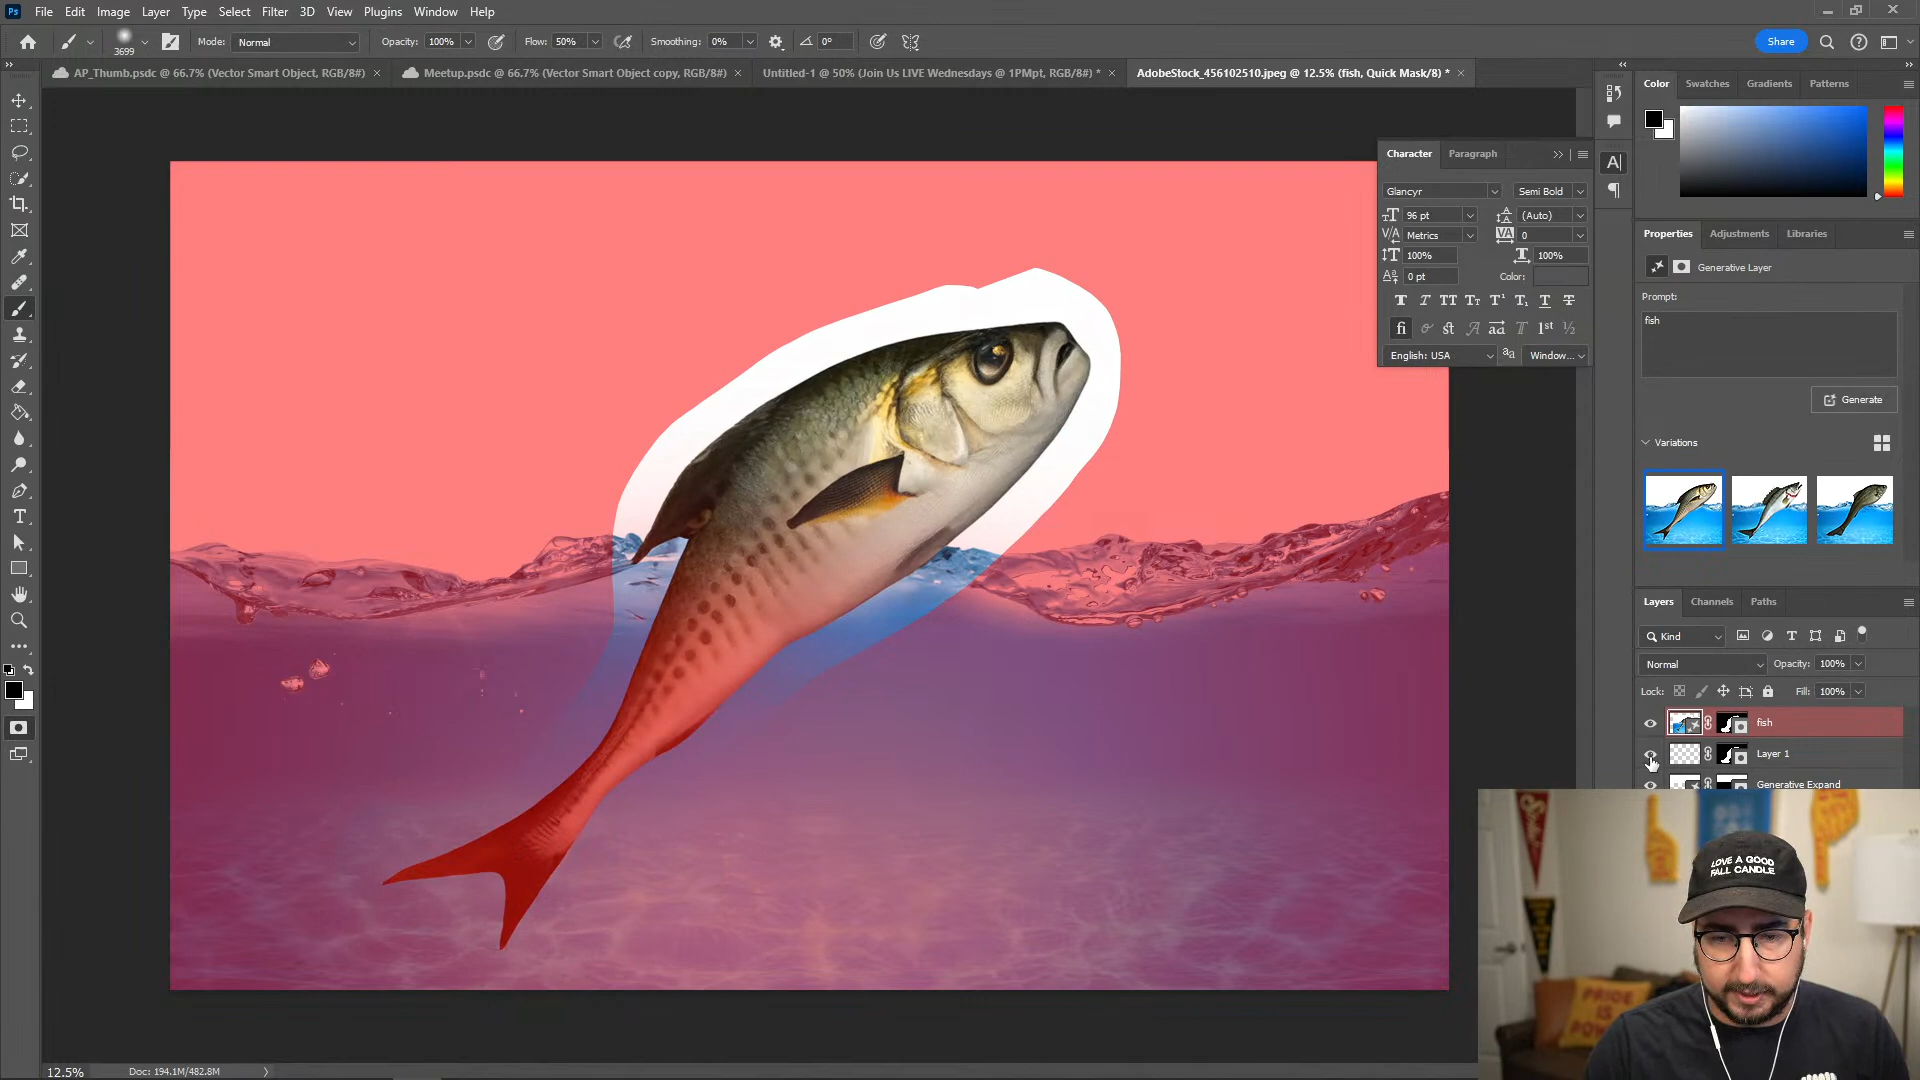 Ps File Edit Image Layer Type Select Filter 3D View Plugins Window Help
3699 Mode: Normal Opacity: 100% Flow: 50% Smoothing: 0% 0° Share
AP_Thumb.psdc @ 66.7% (Vector Smart Object, RGB/8#) Meetup.psdc @ 66.7% (Vector Smart Object copy, RGB/8#) Untitled-1 @ 50% (Join Us LIVE Wednesdays @ 1PMpt, RGB/8#) * AdobeStock_456102510.jpeg @ 12.5% (fish, Quick Mask/8) *
Color Swatches Gradients Patterns
Character Paragraph
Glancyr Semi Bold
96 pt (Auto)
Metrics 0
100% 100%
0 pt Color:
English: USA aa Window...
Properties Adjustments Libraries
Generative Layer
Prompt:
fish
Generate
Variations
Layers Channels Paths
Kind
Normal Opacity: 100%
Lock: Fill: 100%
fish
Layer 1
Generative Expand
LOVE A GOOD
FALL CANDLE
PRIDE
IS
POW
12.5% Doc: 194.1M/482.8M